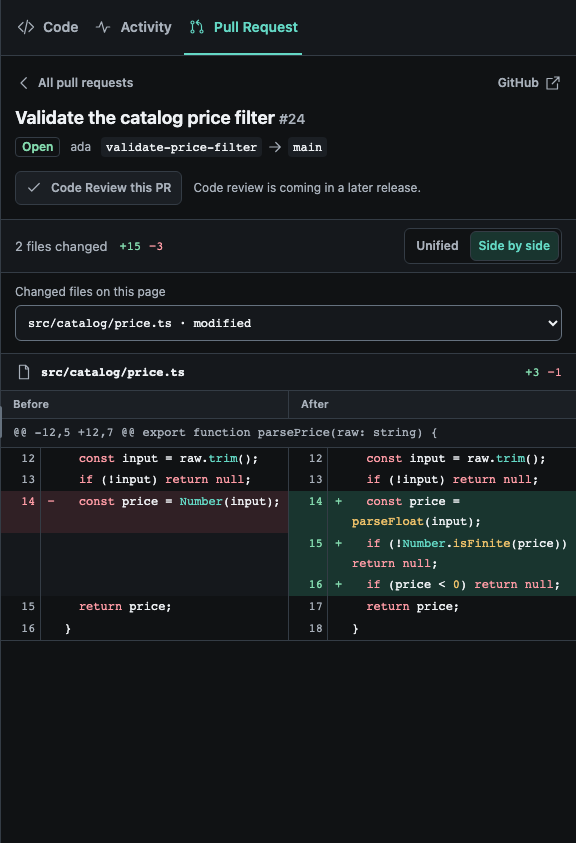 Code Activity Pull Request
All pull requests GitHub
Validate the catalog price filter #24
Open ada validate-price-filter → main
Code Review this PR Code review is coming in a later release.
2 files changed +15 −3 Unified Side by side
Changed files on this page
src/catalog/price.ts · modified
src/catalog/price.ts +3 −1
Before After
@@ -12,5 +12,7 @@ export function parsePrice(raw: string) {
12 const input = raw.trim(); 12 const input = raw.trim();
13 if (!input) return null; 13 if (!input) return null;
14 − const price = Number(input); 14 + const price =
parseFloat(input);
15 + if (!Number.isFinite(price))
return null;
16 + if (price < 0) return null;
15 return price; 17 return price;
16 } 18 }